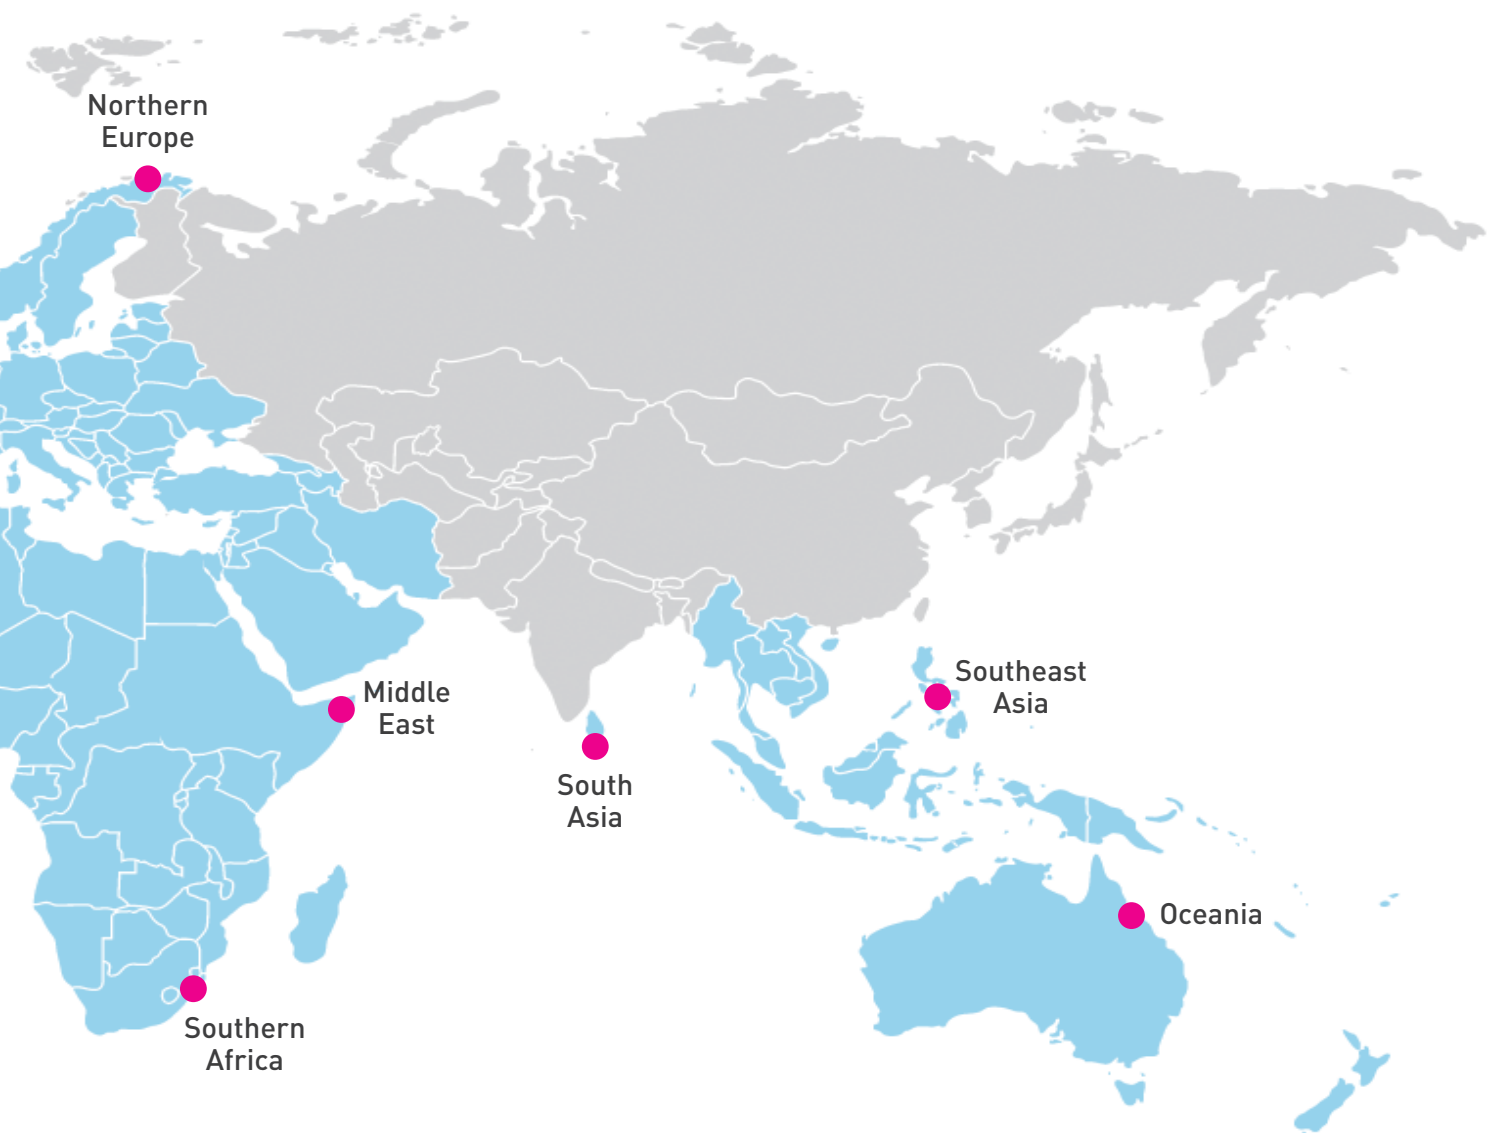 Northern
Europe
Southeast
Asia
Middle
East
South
Asia
Oceania
Southern
Africa